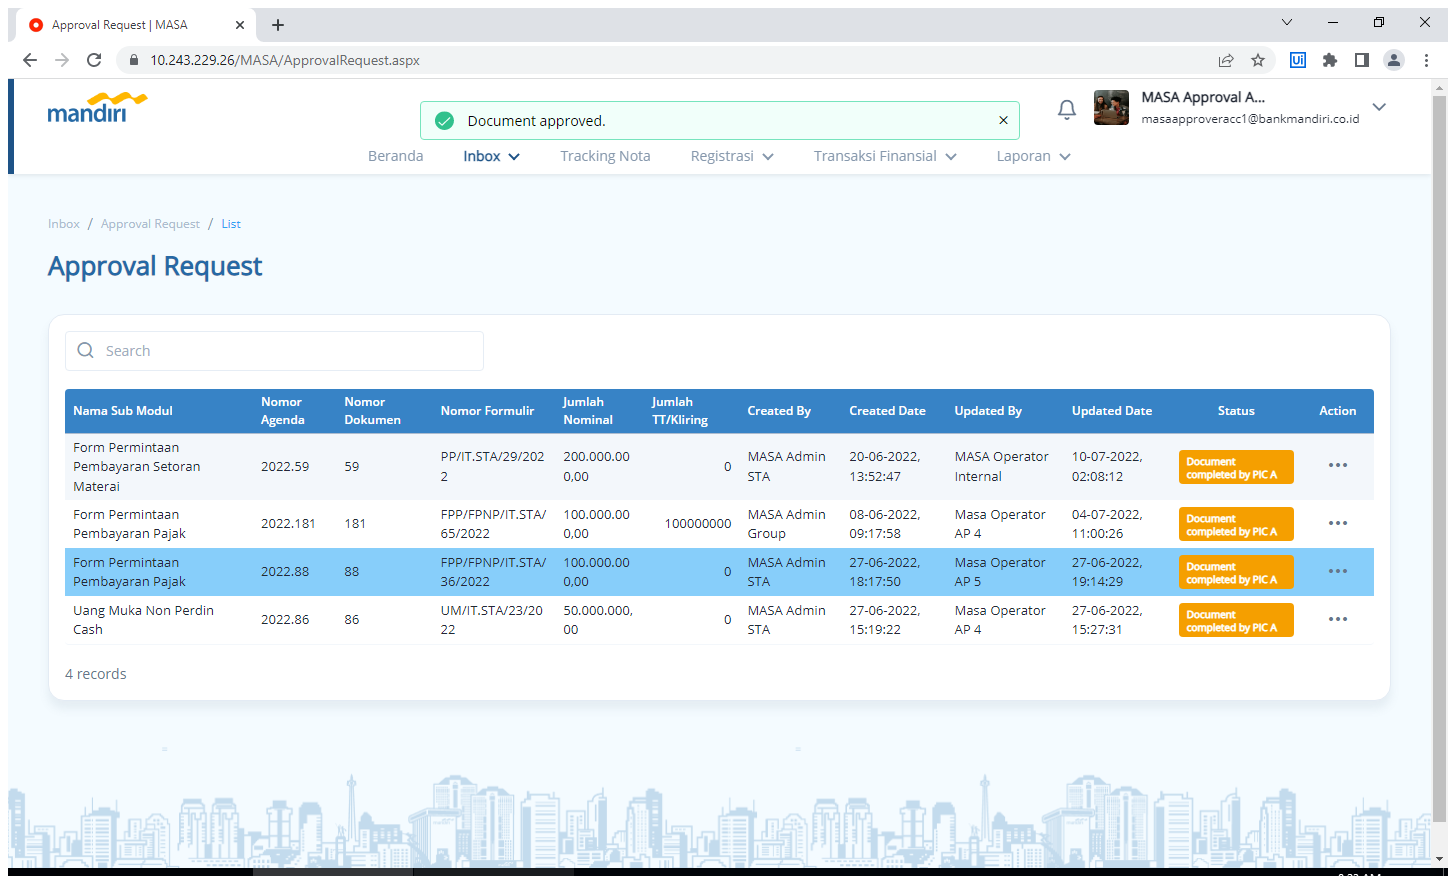 Approval Request | MASA
10.243.229.26/MASA/ApprovalRequest.aspx
Ui
mandiri
Document approved.
MASA Approval A...
masaapproveracc1@bankmandiri.co.id
Beranda Inbox Tracking Nota Registrasi Transaksi Finansial Laporan
Inbox / Approval Request / List
Approval Request
Search
Nama Sub Modul Nomor Agenda Nomor Dokumen Nomor Formulir Jumlah Nominal Jumlah TT/Kliring Created By Created Date Updated By Updated Date Status Action
Form Permintaan Pembayaran Setoran Materai 2022.59 59 PP/IT.STA/29/2022 200.000.000,00 0 MASA Admin STA 20-06-2022, 13:52:47 MASA Operator Internal 10-07-2022, 02:08:12 Document completed by PIC A
Form Permintaan Pembayaran Pajak 2022.181 181 FPP/FPNP/IT.STA/65/2022 100.000.000,00 100000000 MASA Admin Group 08-06-2022, 09:17:58 Masa Operator AP 4 04-07-2022, 11:00:26 Document completed by PIC A
Form Permintaan Pembayaran Pajak 2022.88 88 FPP/FPNP/IT.STA/36/2022 100.000.000,00 0 MASA Admin STA 27-06-2022, 18:17:50 Masa Operator AP 5 27-06-2022, 19:14:29 Document completed by PIC A
Uang Muka Non Perdin Cash 2022.86 86 UM/IT.STA/23/2022 50.000.000,00 0 MASA Admin STA 27-06-2022, 15:19:22 Masa Operator AP 4 27-06-2022, 15:27:31 Document completed by PIC A
4 records